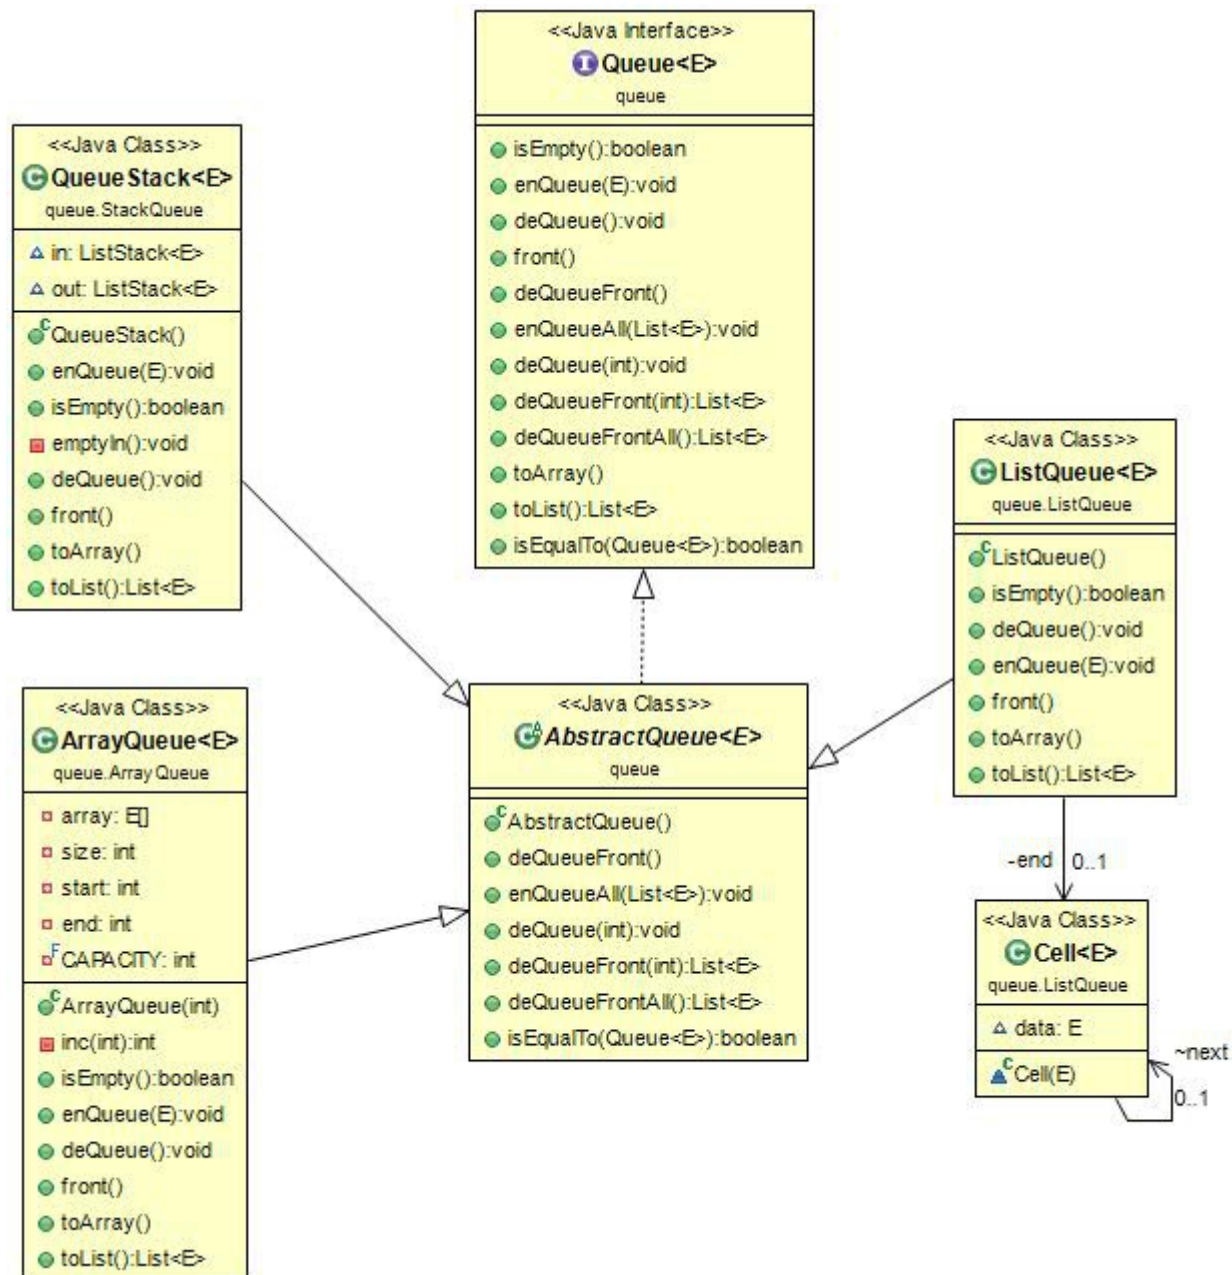 <<Java Interface>>
Queue<E>
queue
isEmpty():boolean
enQueue(E):void
deQueue():void
front()
deQueueFront()
enQueueAll(List<E>):void
deQueue(int):void
deQueueFront(int):List<E>
deQueueFrontAll():List<E>
toArray()
toList():List<E>
isEqualTo(Queue<E>):boolean
<<Java Class>>
QueueStack<E>
queue.StackQueue
in: ListStack<E>
out: ListStack<E>
QueueStack()
enQueue(E):void
isEmpty():boolean
emptyIn():void
deQueue():void
front()
toArray()
toList():List<E>
<<Java Class>>
ListQueue<E>
queue.ListQueue
ListQueue()
isEmpty():boolean
deQueue():void
enQueue(E):void
front()
toArray()
toList():List<E>
<<Java Class>>
ArrayQueue<E>
queue.ArrayQueue
array: E[]
size: int
start: int
end: int
CAPACITY: int
ArrayQueue(int)
inc(int):int
isEmpty():boolean
enQueue(E):void
deQueue():void
front()
toArray()
toList():List<E>
<<Java Class>>
AbstractQueue<E>
queue
AbstractQueue()
deQueueFront()
enQueueAll(List<E>):void
deQueue(int):void
deQueueFront(int):List<E>
deQueueFrontAll():List<E>
isEqualTo(Queue<E>):boolean
-end 0..1
<<Java Class>>
Cell<E>
queue.ListQueue
data: E
Cell(E)
~next
0..1